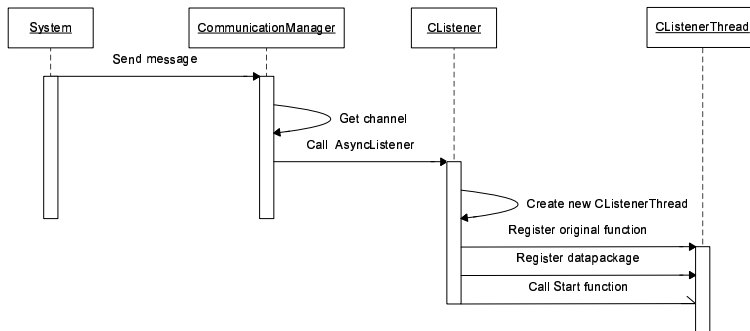 System
CommunicationManager
CListener
CListenerThread
Send message
Get channel
Call AsyncListener
Create new CListenerThread
Register original function
Register datapackage
Call Start function